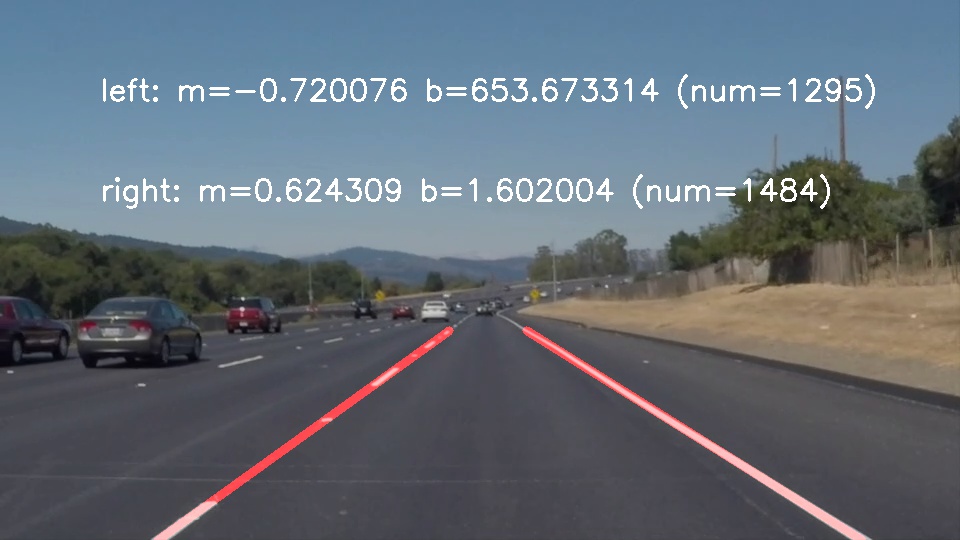 left: m=-0.720076 b=653.673314 (num=1295)
right: m=0.624309 b=1.602004 (num=1484)